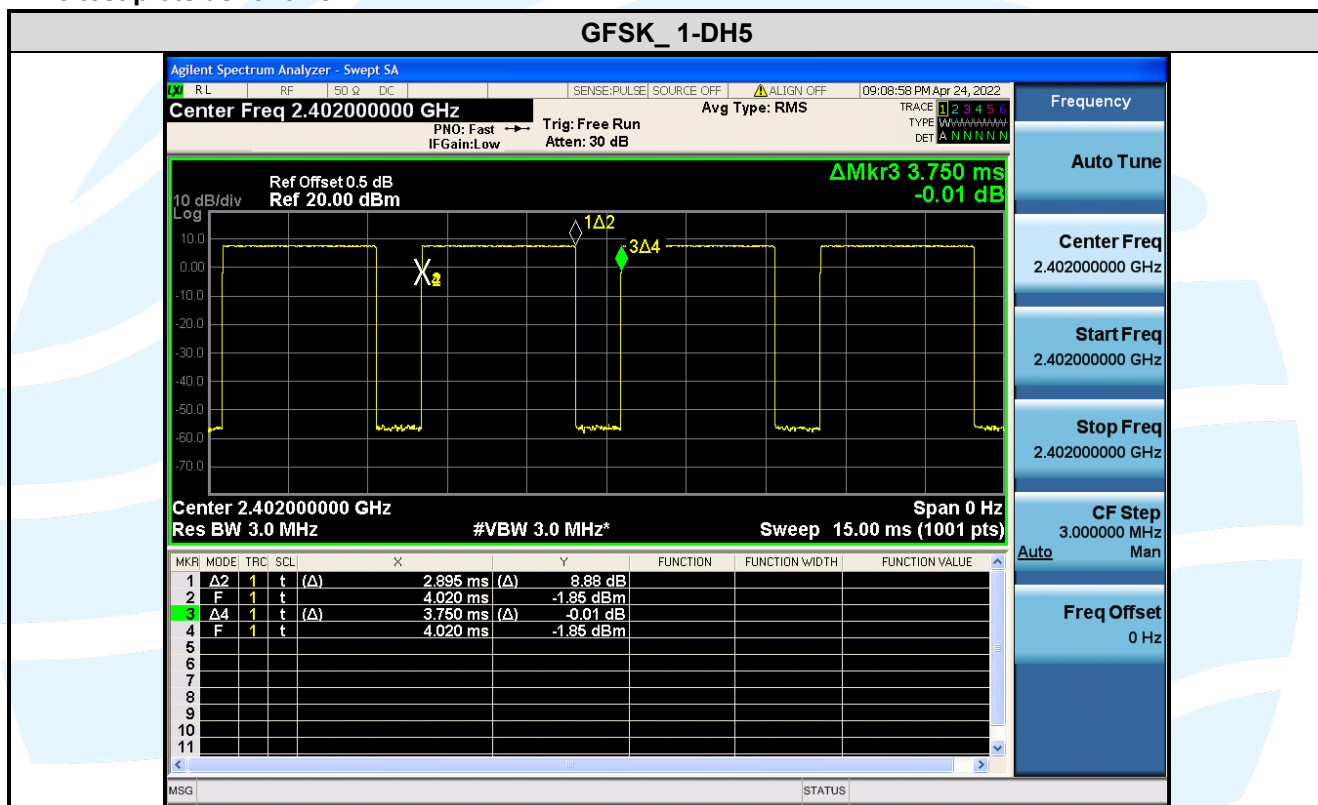 GFSK_ 1-DH5
Agilent Spectrum Analyzer - Swept SA
LXI RL RF 50 Ω DC SENSE:PULSE SOURCE OFF ALIGN OFF 09:08:58 PM Apr 24, 2022
Center Freq 2.402000000 GHz
PNO: Fast
IFGain:Low
Trig: Free Run
Atten: 30 dB
Avg Type: RMS
TRACE 1 2 3 4 5 6
TYPE
DET A N N N N N
ΔMkr3 3.750 ms
-0.01 dB
10 dB/div
Log
Ref Offset 0.5 dB
Ref 20.00 dBm
10.0
0.00
-10.0
-20.0
-30.0
-40.0
-50.0
-60.0
-70.0
1Δ2
3Δ4
Center 2.402000000 GHz
Span 0 Hz
Res BW 3.0 MHz
#VBW 3.0 MHz*
Sweep 15.00 ms (1001 pts)
MKR MODE TRC SCL X Y FUNCTION FUNCTION WIDTH FUNCTION VALUE
1 Δ2 1 t (Δ) 2.895 ms (Δ) 8.88 dB
2 F 1 t 4.020 ms -1.85 dBm
3 Δ4 1 t (Δ) 3.750 ms (Δ) -0.01 dB
4 F 1 t 4.020 ms -1.85 dBm
5
6
7
8
9
10
11
MSG
STATUS
Frequency
Auto Tune
Center Freq
2.402000000 GHz
Start Freq
2.402000000 GHz
Stop Freq
2.402000000 GHz
CF Step
3.000000 MHz
Auto Man
Freq Offset
0 Hz